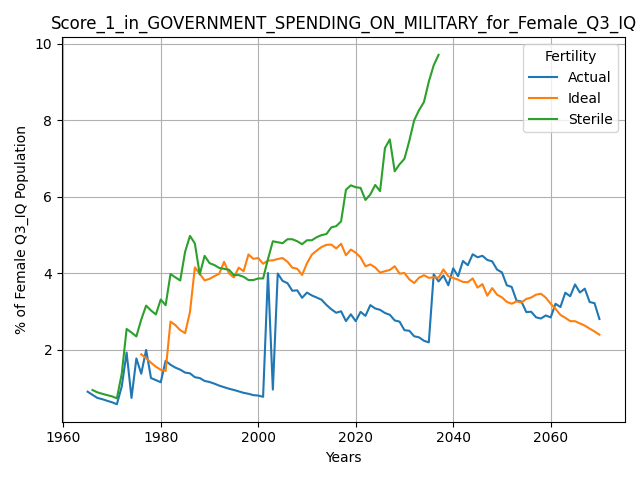 Score_1_in_GOVERNMENT_SPENDING_ON_MILITARY_for_Female_Q3_IQ
10
8
6
4
2
% of Female Q3_IQ Population
Fertility
Actual
Ideal
Sterile
1960 1980 2000 2020 2040 2060
Years